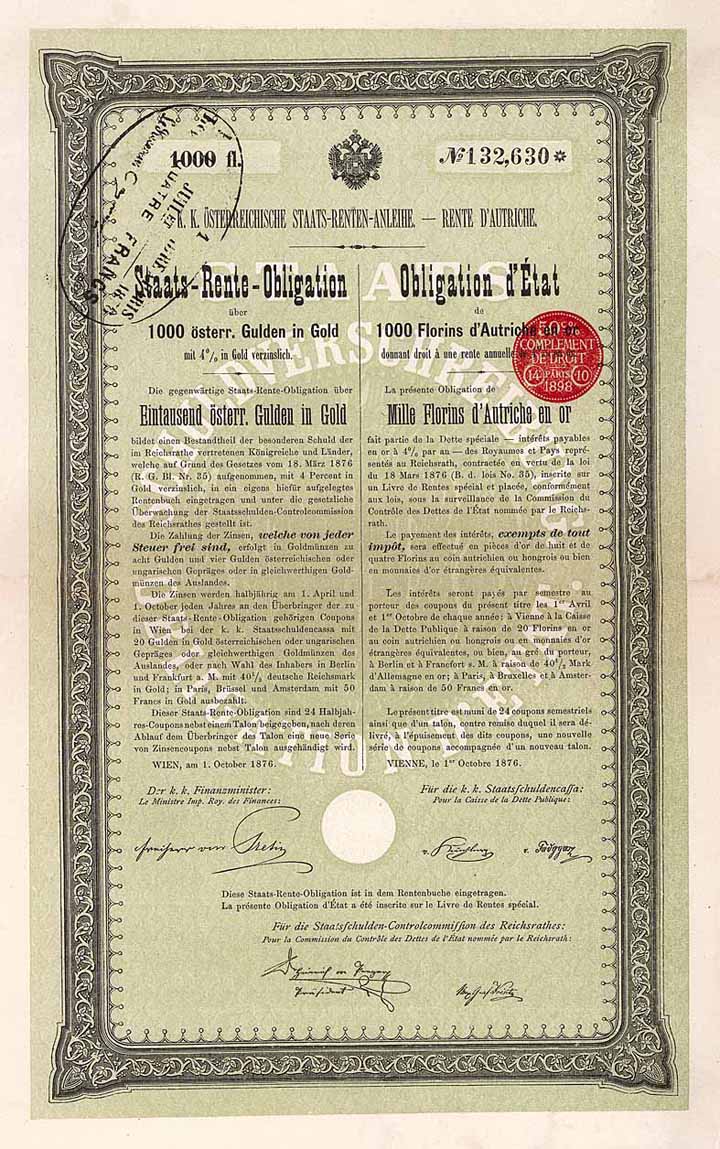 1000 fl.
№ 132,630 *
K. K. ÖSTERREICHISCHE STAATS-RENTEN-ANLEIHE. — RENTE D'AUTRICHE.
Staats-Rente-Obligation
über
1000 österr. Gulden in Gold
mit 4% in Gold verzinslich.
Die gegenwärtige Staats-Rente-Obligation über
Eintausend österr. Gulden in Gold
bildet einen Bestandtheil der besonderen Schuld der
im Reichsrathe vertretenen Königreiche und Länder,
welche auf Grund des Gesetzes vom 18. März 1876
(R. G. Bl. Nr. 35) aufgenommen, mit 4 Percent in
Gold verzinslich, in ein eigens hiefür aufgelegtes
Rentenbuch eingetragen und unter die gesetzliche
Überwachung der Staatsschulden-Controlcommission
des Reichsrathes gestellt ist.
Die Zahlung der Zinsen, welche von jeder
Steuer frei sind, erfolgt in Goldmünzen zu
acht Gulden und vier Gulden österreichischen oder
ungarischen Gepräges oder in gleichwerthigen Gold-
münzen des Auslandes.
Die Zinsen werden halbjährig am 1. April und
1. October jeden Jahres an den Überbringer der zu
dieser Staats-Rente-Obligation gehörigen Coupons
in Wien bei der k. k. Staatsschuldencassa mit
20 Gulden in Gold österreichischen oder ungarischen
Gepräges oder gleichwerthigen Goldmünzen des
Auslandes, oder nach Wahl des Inhabers in Berlin
und Frankfurt a. M. mit 40½ deutsche Reichsmark
in Gold; in Paris, Brüssel und Amsterdam mit 50
Francs in Gold ausbezahlt.
Dieser Staats-Rente-Obligation sind 24 Halbjah-
res-Coupons nebst einem Talon beigegeben, nach deren
Ablauf dem Überbringer des Talon eine neue Serie
von Zinsencoupons nebst Talon ausgehändigt wird.
WIEN, am 1. October 1876.
Obligation d'État
de
1000 Florins d'Autriche en or
donnant droit à une rente annuelle
La présente Obligation de
Mille Florins d'Autriche en or
fait partie de la Dette spéciale — intérêts payables
en or à 4% par an — des Royaumes et Pays repré-
sentés au Reichsrath, contractée en vertu de la loi
du 18 Mars 1876 (B. d. lois No. 35), inscrite sur
un Livre de Rentes spécial et placée, conformément
aux lois, sous la surveillance de la Commission du
Contrôle des Dettes de l'État nommée par le Reichs-
rath.
Le payement des intérêts, exempts de tout
impôt, sera effectué en pièces d'or de huit et de
quatre Florins au coin autrichien ou hongrois ou bien
en monnaies d'or étrangères équivalentes.
Les intérêts seront payés par semestre au
porteur des coupons du présent titre les 1er Avril
et 1er Octobre de chaque année: à Vienne à la Caisse
de la Dette Publique à raison de 20 Florins en or
au coin autrichien ou hongrois ou en monnaies d'or
étrangères équivalentes, ou bien, au gré du porteur,
à Berlin et à Francfort s. M. à raison de 40½ Mark
d'Allemagne en or; à Paris, à Bruxelles et à Amster-
dam à raison de 50 Francs en or.
Le présent titre est muni de 24 coupons semestriels
ainsi que d'un talon, contre remise duquel il sera dé-
livré, à l'épuisement des dits coupons, une nouvelle
série de coupons accompagnée d'un nouveau talon.
VIENNE, le 1er Octobre 1876.
50%
COMPLEMENT
DE DROIT
14 PARIS 10
1898
QUATRE FRANCS
STAATS
SCHULDVERSCHREIBUNG
Der k. k. Finanzminister:
Le Ministre Imp. Roy. des Finances:
Für die k. k. Staatsschuldencassa:
Pour la Caisse de la Dette Publique:
Freiherr von Pretis
Diese Staats-Rente-Obligation ist in dem Rentenbuche eingetragen.
La présente Obligation d'État a été inscrite sur le Livre de Rentes spécial.
Für die Staatsschulden-Controlcommission des Reichsrathes:
Pour la Commission du Contrôle des Dettes de l'État nommée par le Reichsrath:
Präsident